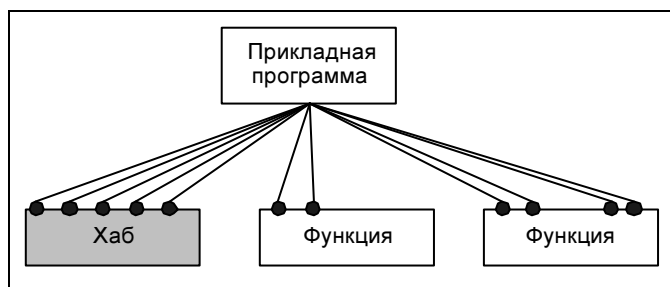 Прикладная
программа
Хаб
Функция
Функция